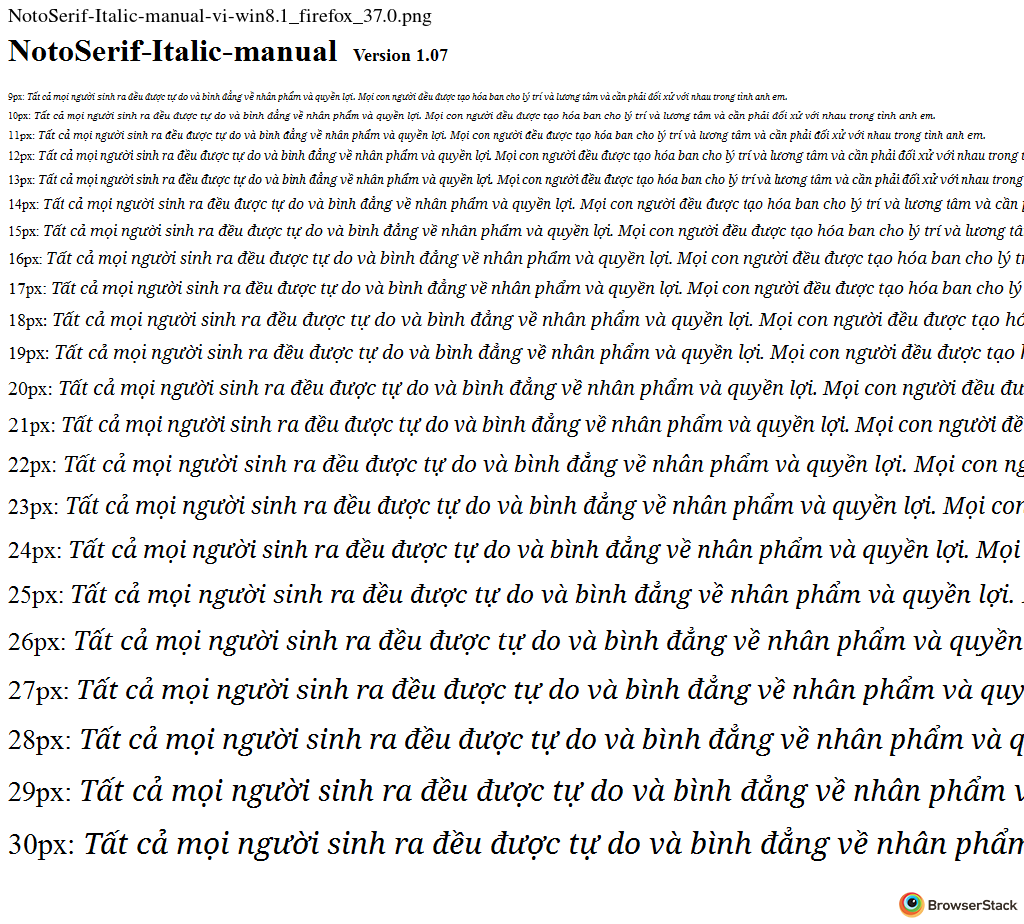 NotoSerif-Italic-manual-vi-win8.1_firefox_37.0.png
NotoSerif-Italic-manual Version 1.07
9px: Tất cả mọi người sinh ra đều được tự do và bình đẳng về nhân phẩm và quyền lợi. Mọi con người đều được tạo hóa ban cho lý trí và lương tâm và cần phải đối xử với nhau trong tình anh em.
10px: Tất cả mọi người sinh ra đều được tự do và bình đẳng về nhân phẩm và quyền lợi. Mọi con người đều được tạo hóa ban cho lý trí và lương tâm và cần phải đối xử với nhau trong tình anh em.
11px: Tất cả mọi người sinh ra đều được tự do và bình đẳng về nhân phẩm và quyền lợi. Mọi con người đều được tạo hóa ban cho lý trí và lương tâm và cần phải đối xử với nhau trong tình anh em.
12px: Tất cả mọi người sinh ra đều được tự do và bình đẳng về nhân phẩm và quyền lợi. Mọi con người đều được tạo hóa ban cho lý trí và lương tâm và cần phải đối xử với nhau trong
13px: Tất cả mọi người sinh ra đều được tự do và bình đẳng về nhân phẩm và quyền lợi. Mọi con người đều được tạo hóa ban cho lý trí và lương tâm và cần phải đối xử với nhau trong
14px: Tất cả mọi người sinh ra đều được tự do và bình đẳng về nhân phẩm và quyền lợi. Mọi con người đều được tạo hóa ban cho lý trí và lương tâm và cần
15px: Tất cả mọi người sinh ra đều được tự do và bình đẳng về nhân phẩm và quyền lợi. Mọi con người đều được tạo hóa ban cho lý trí và lương tâ
16px: Tất cả mọi người sinh ra đều được tự do và bình đẳng về nhân phẩm và quyền lợi. Mọi con người đều được tạo hóa ban cho lý tr
17px: Tất cả mọi người sinh ra đều được tự do và bình đẳng về nhân phẩm và quyền lợi. Mọi con người đều được tạo hóa ban cho lý
18px: Tất cả mọi người sinh ra đều được tự do và bình đẳng về nhân phẩm và quyền lợi. Mọi con người đều được tạo hó
19px: Tất cả mọi người sinh ra đều được tự do và bình đẳng về nhân phẩm và quyền lợi. Mọi con người đều được tạo
20px: Tất cả mọi người sinh ra đều được tự do và bình đẳng về nhân phẩm và quyền lợi. Mọi con người đều đư
21px: Tất cả mọi người sinh ra đều được tự do và bình đẳng về nhân phẩm và quyền lợi. Mọi con người đề
22px: Tất cả mọi người sinh ra đều được tự do và bình đẳng về nhân phẩm và quyền lợi. Mọi con ng
23px: Tất cả mọi người sinh ra đều được tự do và bình đẳng về nhân phẩm và quyền lợi. Mọi con
24px: Tất cả mọi người sinh ra đều được tự do và bình đẳng về nhân phẩm và quyền lợi. Mọi
25px: Tất cả mọi người sinh ra đều được tự do và bình đẳng về nhân phẩm và quyền lợi.
26px: Tất cả mọi người sinh ra đều được tự do và bình đẳng về nhân phẩm và quyền
27px: Tất cả mọi người sinh ra đều được tự do và bình đẳng về nhân phẩm và quy
28px: Tất cả mọi người sinh ra đều được tự do và bình đẳng về nhân phẩm và q
29px: Tất cả mọi người sinh ra đều được tự do và bình đẳng về nhân phẩm v
30px: Tất cả mọi người sinh ra đều được tự do và bình đẳng về nhân phẩm
BrowserStack